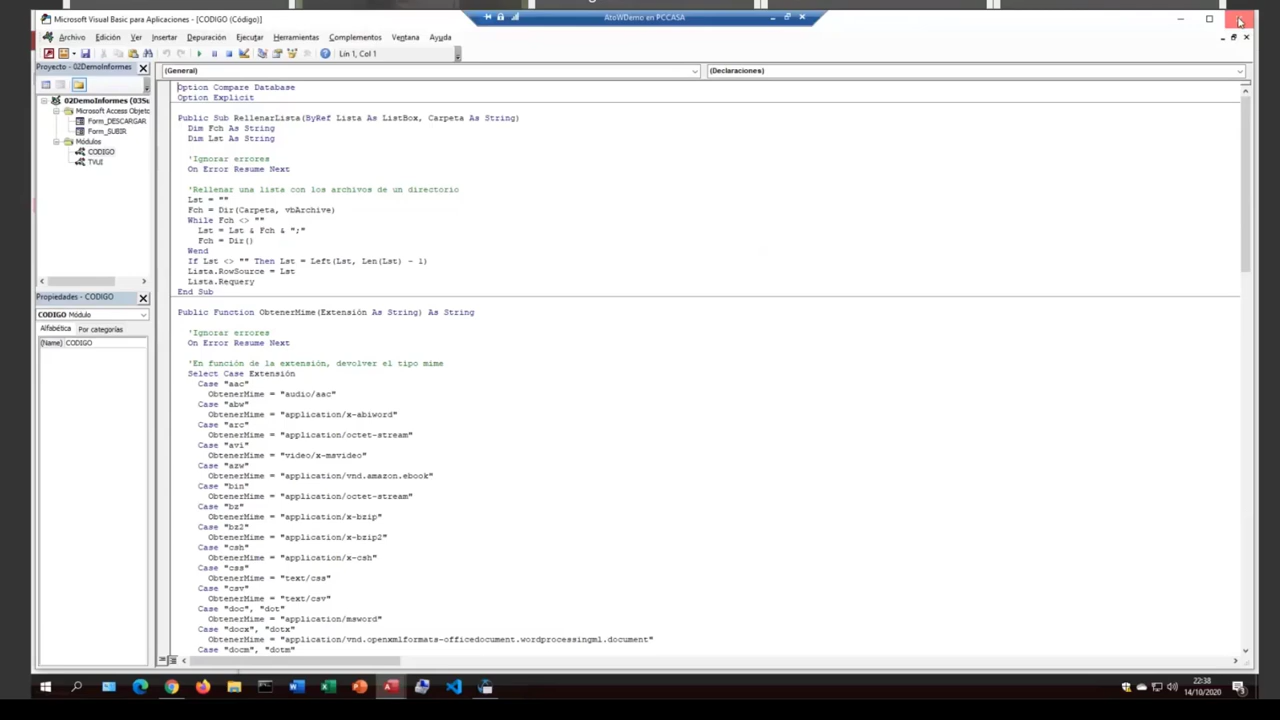 Microsoft Visual Basic para Aplicaciones - [CODIGO (Código)]
AtoWDemo en PCCASA
Archivo Edición Ver Insertar Depuración Ejecutar Herramientas Complementos Ventana Ayuda
Lín 1, Col 1
Proyecto - 02DemoInformes
(General)
(Declaraciones)
02DemoInformes (03Su
Microsoft Access Objeto
Form_DESCARGAR
Form_SUBIR
Módulos
CODIGO
TVLI
Propiedades - CODIGO
CODIGO Módulo
Alfabética Por categorías
(Name) CODIGO
Option Compare Database
Option Explicit
Public Sub RellenarLista(ByRef Lista As ListBox, Carpeta As String)
Dim Fch As String
Dim Lst As String
'Ignorar errores
On Error Resume Next
'Rellenar una lista con los archivos de un directorio
Lst = ""
Fch = Dir(Carpeta, vbArchive)
While Fch <> ""
Lst = Lst & Fch & ";"
Fch = Dir()
Wend
If Lst <> "" Then Lst = Left(Lst, Len(Lst) - 1)
Lista.RowSource = Lst
Lista.Requery
End Sub
Public Function ObtenerMime(Extensión As String) As String
'Ignorar errores
On Error Resume Next
'En función de la extensión, devolver el tipo mime
Select Case Extensión
Case "aac"
ObtenerMime = "audio/aac"
Case "abw"
ObtenerMime = "application/x-abiword"
Case "arc"
ObtenerMime = "application/octet-stream"
Case "avi"
ObtenerMime = "video/x-msvideo"
Case "azw"
ObtenerMime = "application/vnd.amazon.ebook"
Case "bin"
ObtenerMime = "application/octet-stream"
Case "bz"
ObtenerMime = "application/x-bzip"
Case "bz2"
ObtenerMime = "application/x-bzip2"
Case "csh"
ObtenerMime = "application/x-csh"
Case "css"
ObtenerMime = "text/css"
Case "csv"
ObtenerMime = "text/csv"
Case "doc", "dot"
ObtenerMime = "application/msword"
Case "docx", "dotx"
ObtenerMime = "application/vnd.openxmlformats-officedocument.wordprocessingml.document"
Case "docm", "dotm"
22:38
14/10/2020